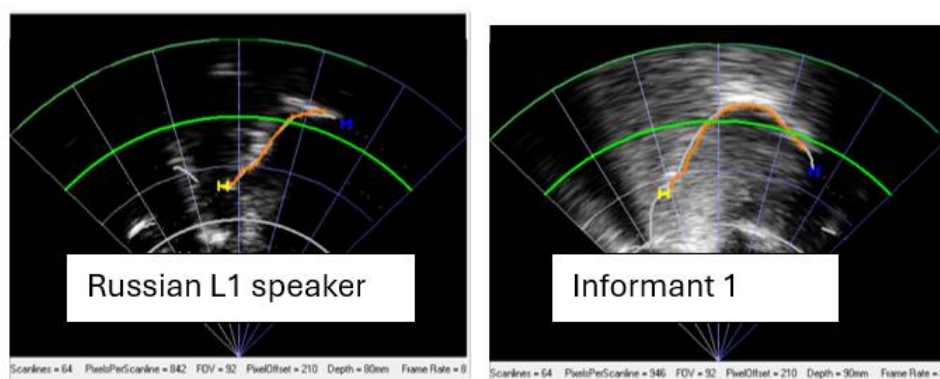 Russian L1 speaker
Informant 1
Scanlines = 64 PixelsPerScanline = 842 FOV = 92 PixelOffset = 210 Depth = 80mm Frame Rate = 8
Scanlines = 64 PixelsPerScanline = 946 FOV = 92 PixelOffset = 210 Depth = 90mm Frame Rate =